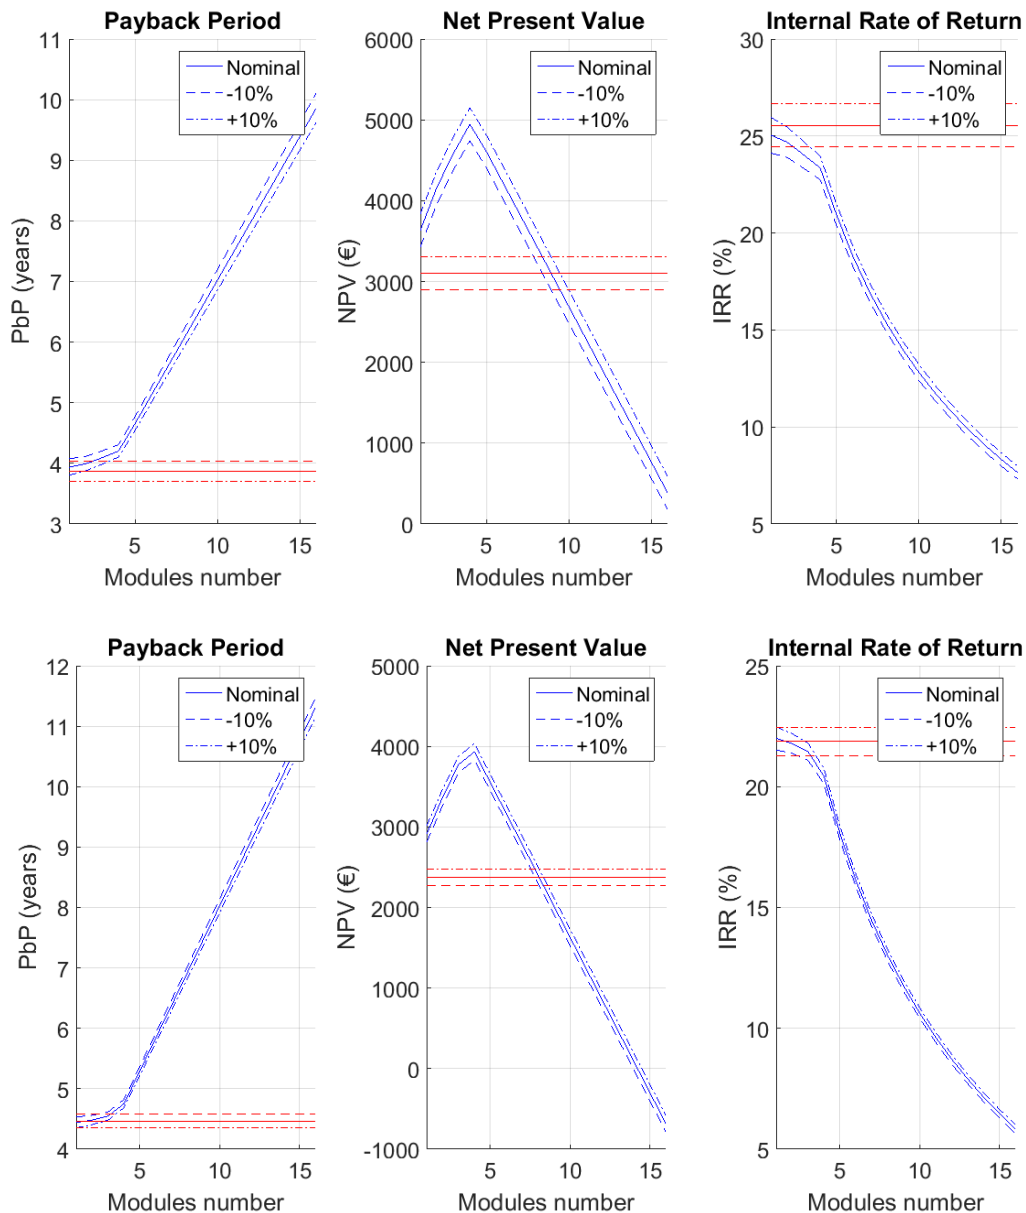 Payback Period
11
10
9
8
7
6
5
4
3
PbP (years)
5 10 15
Modules number
Nominal
-10%
+10%
Net Present Value
6000
5000
4000
3000
2000
1000
0
NPV (€)
5 10 15
Modules number
Nominal
-10%
+10%
Internal Rate of Return
30
25
20
15
10
5
IRR (%)
5 10 15
Modules number
Nominal
-10%
+10%
Payback Period
12
11
10
9
8
7
6
5
4
PbP (years)
5 10 15
Modules number
Nominal
-10%
+10%
Net Present Value
5000
4000
3000
2000
1000
0
-1000
NPV (€)
5 10 15
Modules number
Nominal
-10%
+10%
Internal Rate of Return
25
20
15
10
5
IRR (%)
5 10 15
Modules number
Nominal
-10%
+10%